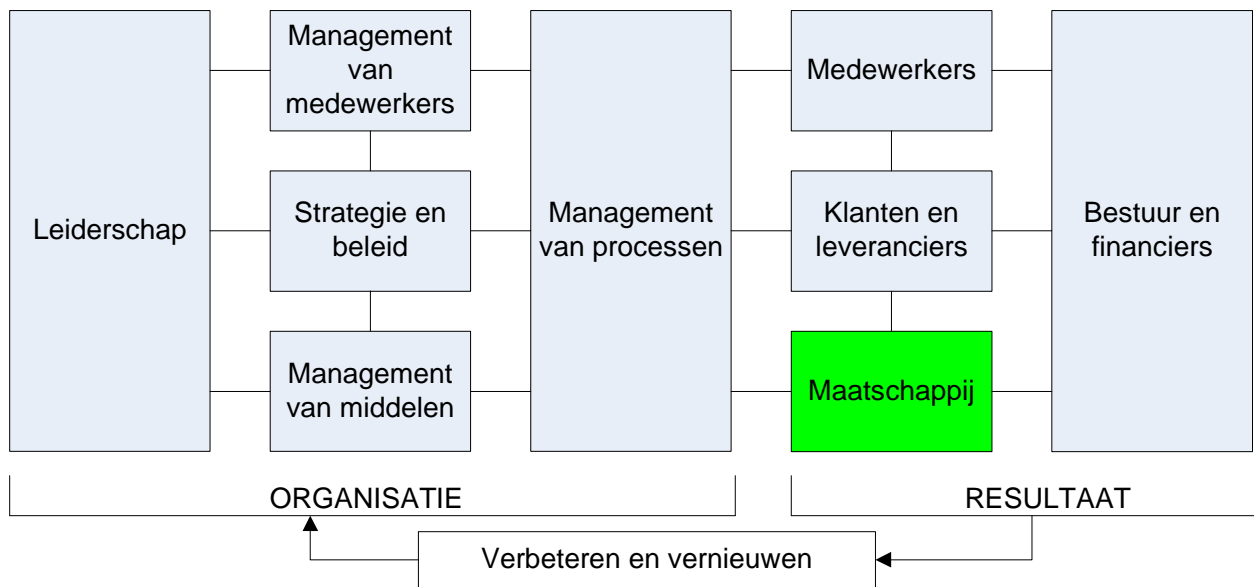 Leiderschap
Management
van
medewerkers
Strategie en
beleid
Management
van middelen
Management
van processen
Medewerkers
Klanten en
leveranciers
Maatschappij
Bestuur en
financiers
ORGANISATIE
RESULTAAT
Verbeteren en vernieuwen